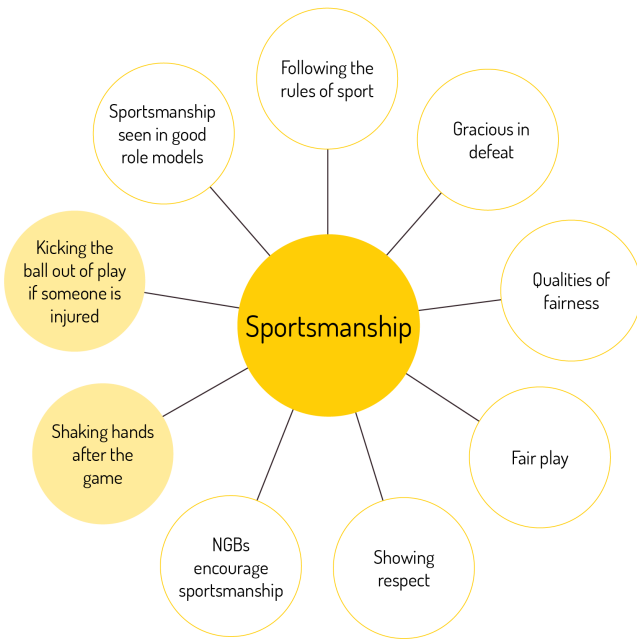 Following the
rules of sport
Sportsmanship
seen in good
role models
Gracious in
defeat
Kicking the
ball out of play
if someone is
injured
Qualities of
fairness
Sportsmanship
Shaking hands
after the
game
Fair play
NGBs
encourage
sportsmanship
Showing
respect